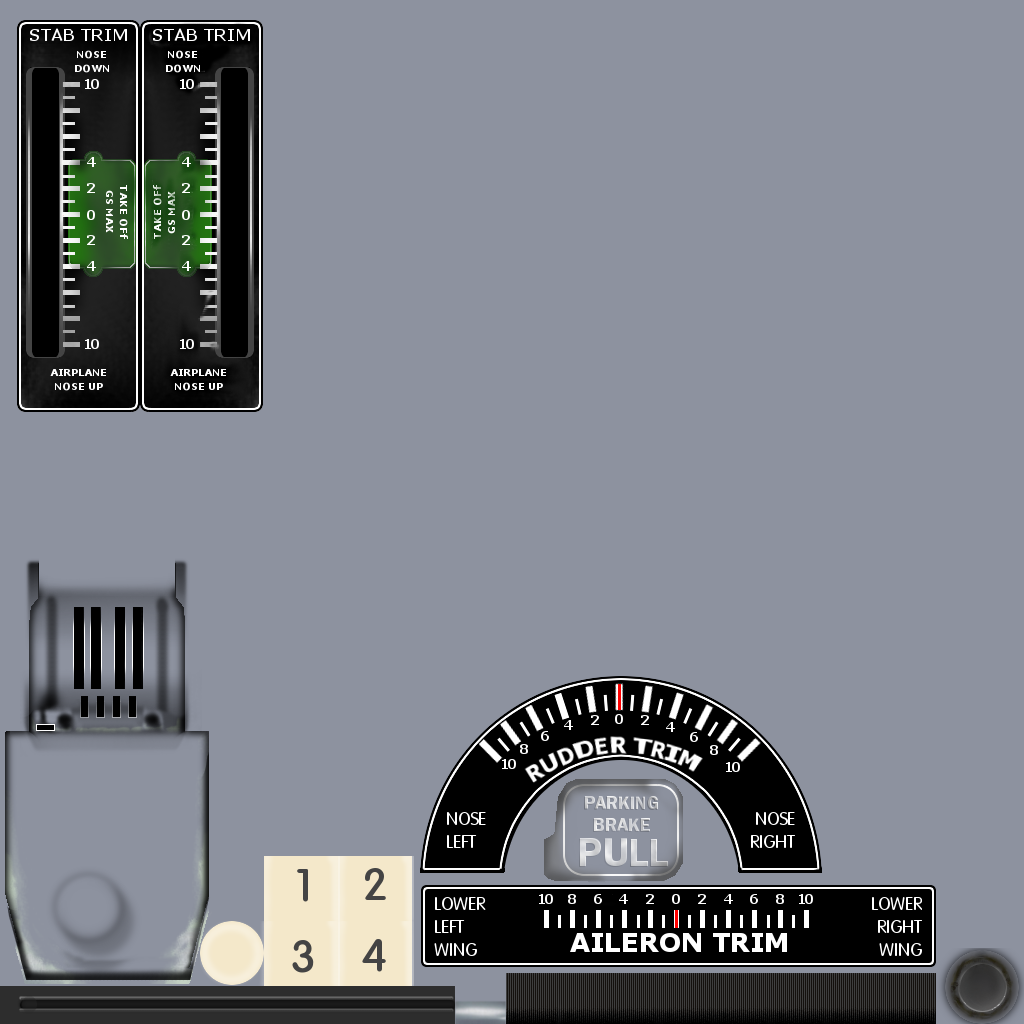 STAB TRIM
NOSE
DOWN
10
4
2
0
2
4
10
TAKE OFf
GS MAX
AIRPLANE
NOSE UP
STAB TRIM
NOSE
DOWN
10
4
2
0
2
4
10
TAKE OFf
GS MAX
AIRPLANE
NOSE UP
10 8 6 4 2 0 2 4 6 8 10
RUDDER TRIM
NOSE
LEFT
NOSE
RIGHT
PARKING
BRAKE
PULL
1 2
3 4
LOWER
LEFT
WING
10 8 6 4 2 0 2 4 6 8 10
AILERON TRIM
LOWER
RIGHT
WING